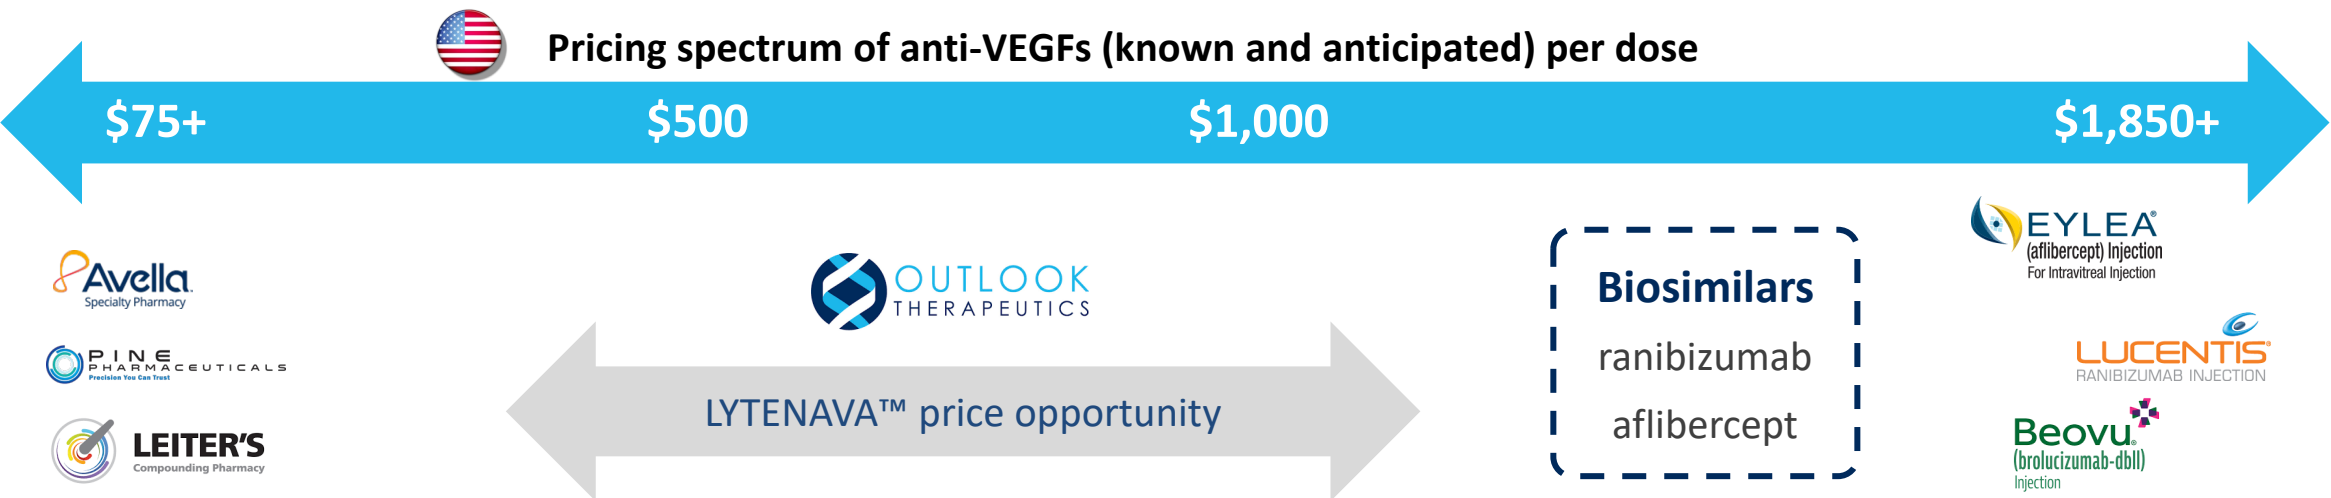 Pricing spectrum of anti-VEGFs (known and anticipated) per dose
$75+ $500 $1,000 $1,850+
Avella
Specialty Pharmacy
PINE
PHARMACEUTICALS
Precision You Can Trust
LEITER'S
Compounding Pharmacy
OUTLOOK
THERAPEUTICS
LYTENAVA™ price opportunity
Biosimilars
ranibizumab
aflibercept
EYLEA®
(aflibercept) Injection
For Intravitreal Injection
LUCENTIS®
RANIBIZUMAB INJECTION
Beovu®
(brolucizumab-dbll)
Injection